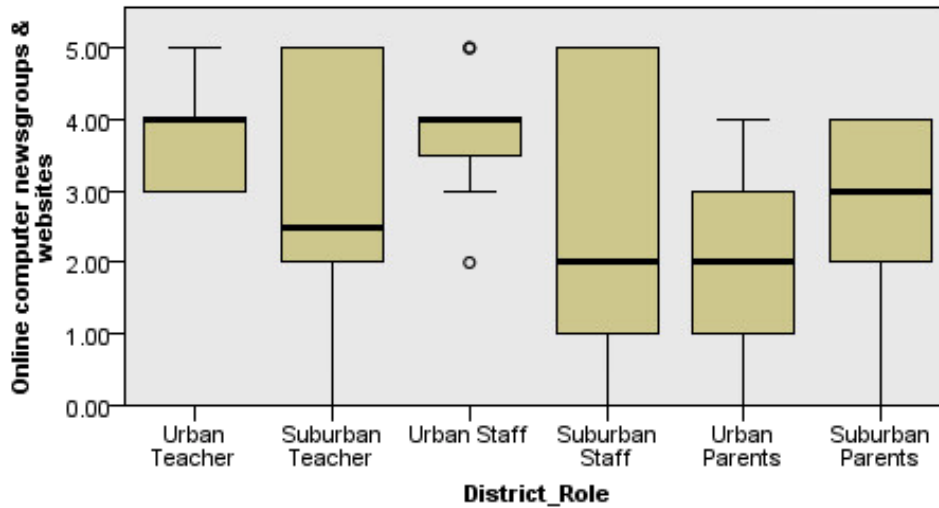 Online computer newsgroups &
websites
5.00
4.00
3.00
2.00
1.00
0.00
Urban
Teacher
Suburban
Teacher
Urban Staff
Suburban
Staff
Urban
Parents
Suburban
Parents
District_Role